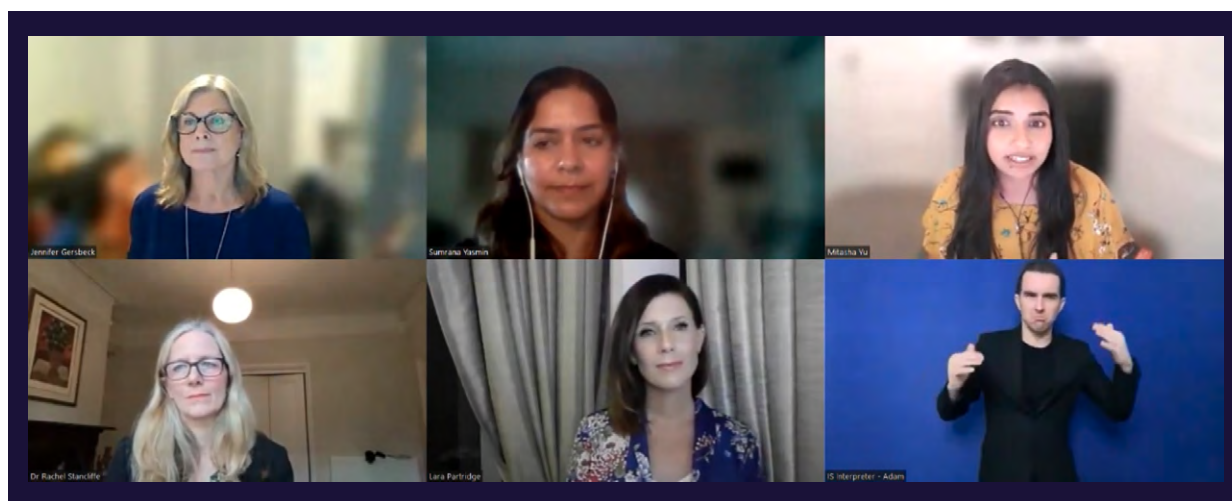 Jennifer Gersbeck
Sumrana Yasmin
Mitasha Yu
Dr Rachel Stancliffe
Lara Partridge
IS Interpreter - Adam